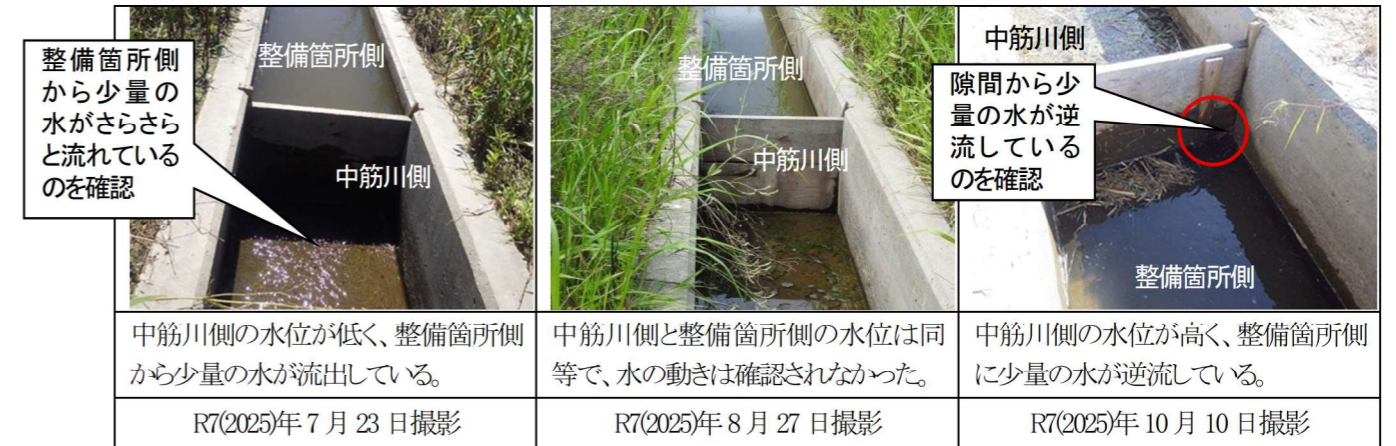 整備箇所側
から少量の
水がさらさら
と流れている
のを確認
整備箇所側
中筋川側
中筋川側の水位が低く、整備箇所側
から少量の水が流出している。
R7(2025)年7月23日撮影
整備箇所側
中筋川側
中筋川側と整備箇所側の水位は同
等で、水の動きは確認されなかった。
R7(2025)年8月27日撮影
中筋川側
隙間から少
量の水が逆
流している
のを確認
整備箇所側
中筋川側の水位が高く、整備箇所側
に少量の水が逆流している。
R7(2025)年10月10日撮影